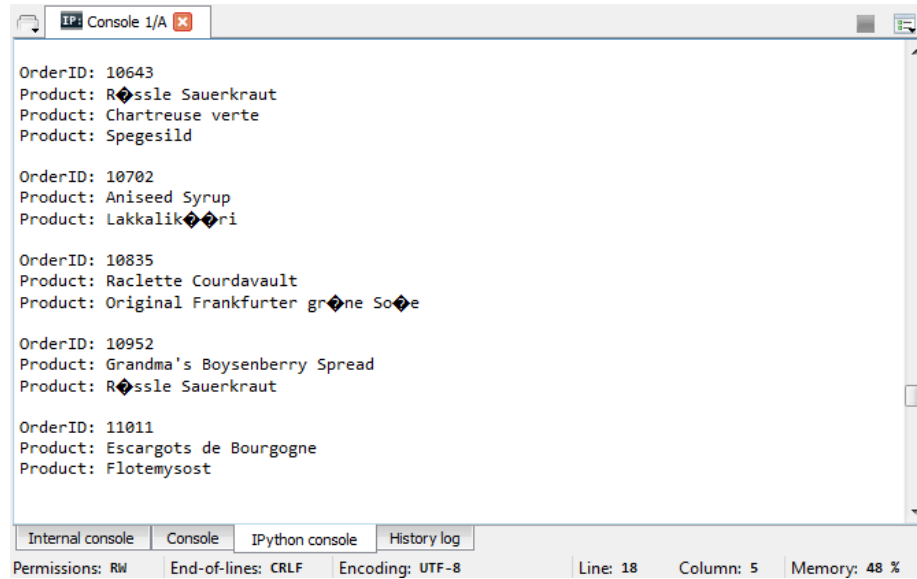 IP: Console 1/A
OrderID: 10643
Product: R�ssle Sauerkraut
Product: Chartreuse verte
Product: Spegesild
OrderID: 10702
Product: Aniseed Syrup
Product: Lakkalik��ri
OrderID: 10835
Product: Raclette Courdavault
Product: Original Frankfurter gr�ne So�e
OrderID: 10952
Product: Grandma's Boysenberry Spread
Product: R�ssle Sauerkraut
OrderID: 11011
Product: Escargots de Bourgogne
Product: Flotemysost
Internal console Console IPython console History log
Permissions: RW End-of-lines: CRLF Encoding: UTF-8 Line: 18 Column: 5 Memory: 48 %